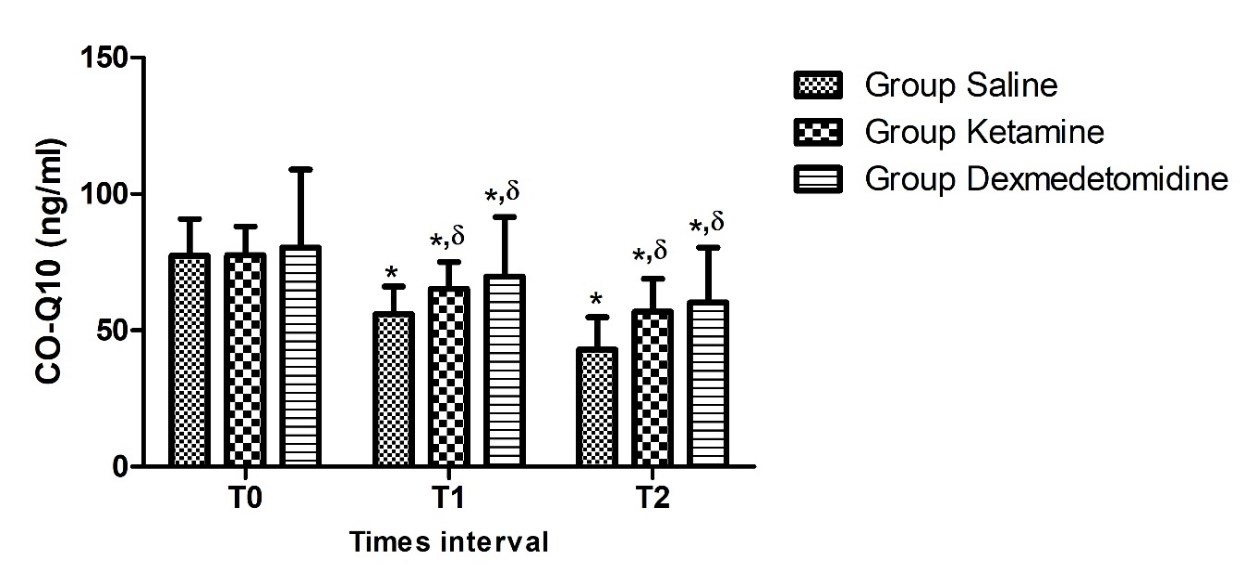 150
100
50
0
CO-Q10 (ng/ml)
*
*,δ
*,δ
*
*,δ
*,δ
T0 T1 T2
Times interval
Group Saline
Group Ketamine
Group Dexmedetomidine